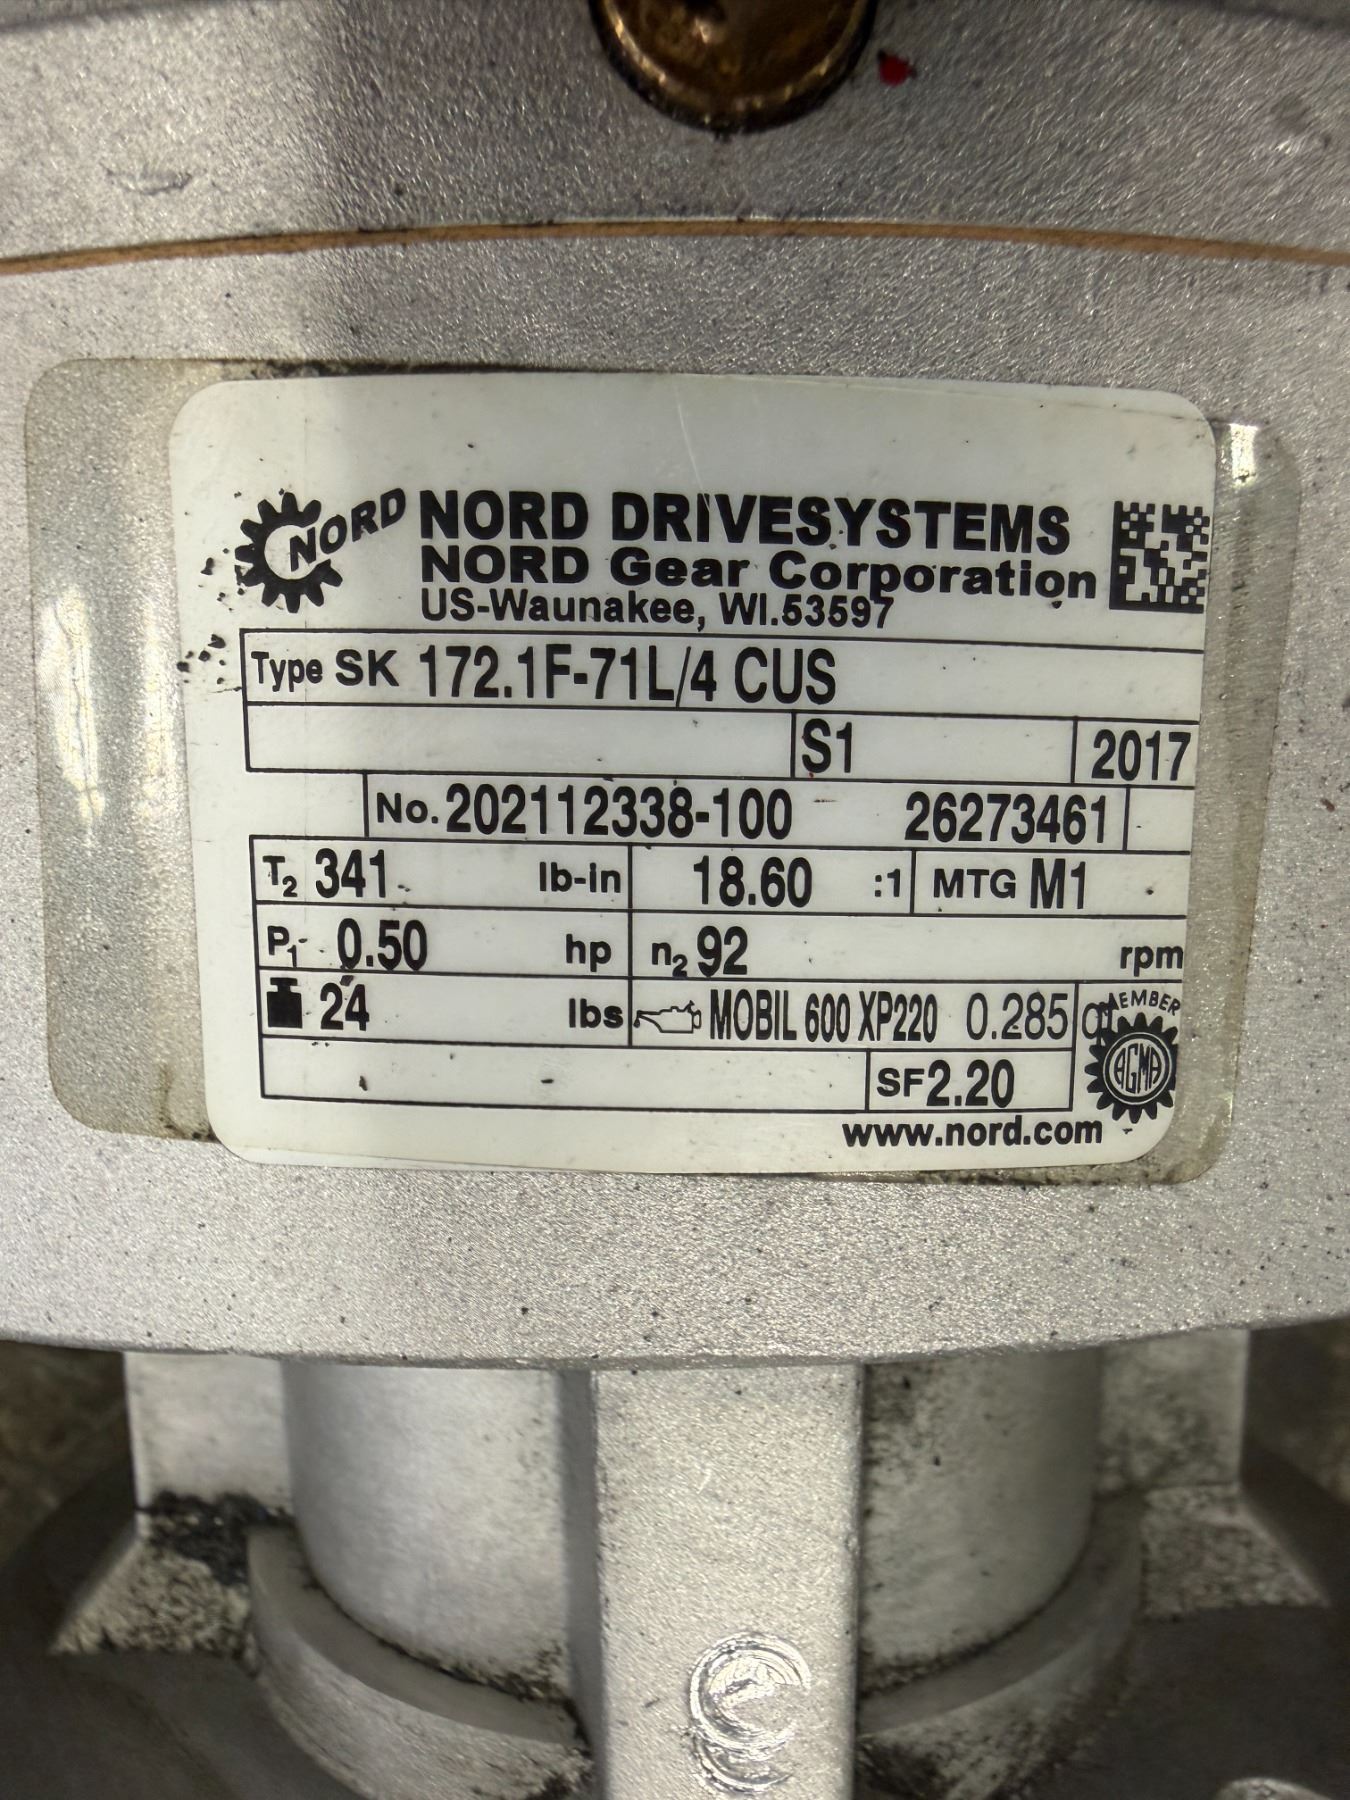 NORD NORD DRIVESYSTEMS
NORD Gear Corporation
US-Waunakee, WI.53597
Type SK 172.1F-71L/4 CUS
S1 2017
No. 202112338-100 26273461
T2 341 lb-in 18.60 :1 MTG M1
P1 0.50 hp n2 92 rpm
24 lbs MOBIL 600 XP220 0.285 qt
MEMBER
AGMA
SF 2.20
www.nord.com